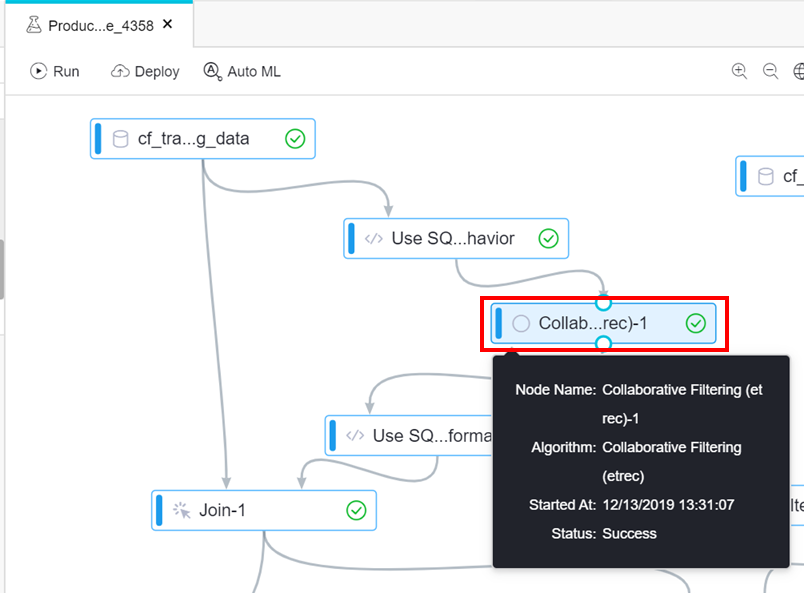 Produc...e_4358 ×
Run Deploy Auto ML
cf_tra...g_data
cf_
</> Use SQ...havior
Collab...rec)-1
Node Name: Collaborative Filtering (et
rec)-1
Algorithm: Collaborative Filtering
(etrec)
Started At: 12/13/2019 13:31:07
Status: Success
</> Use SQ...forma
Join-1
lte